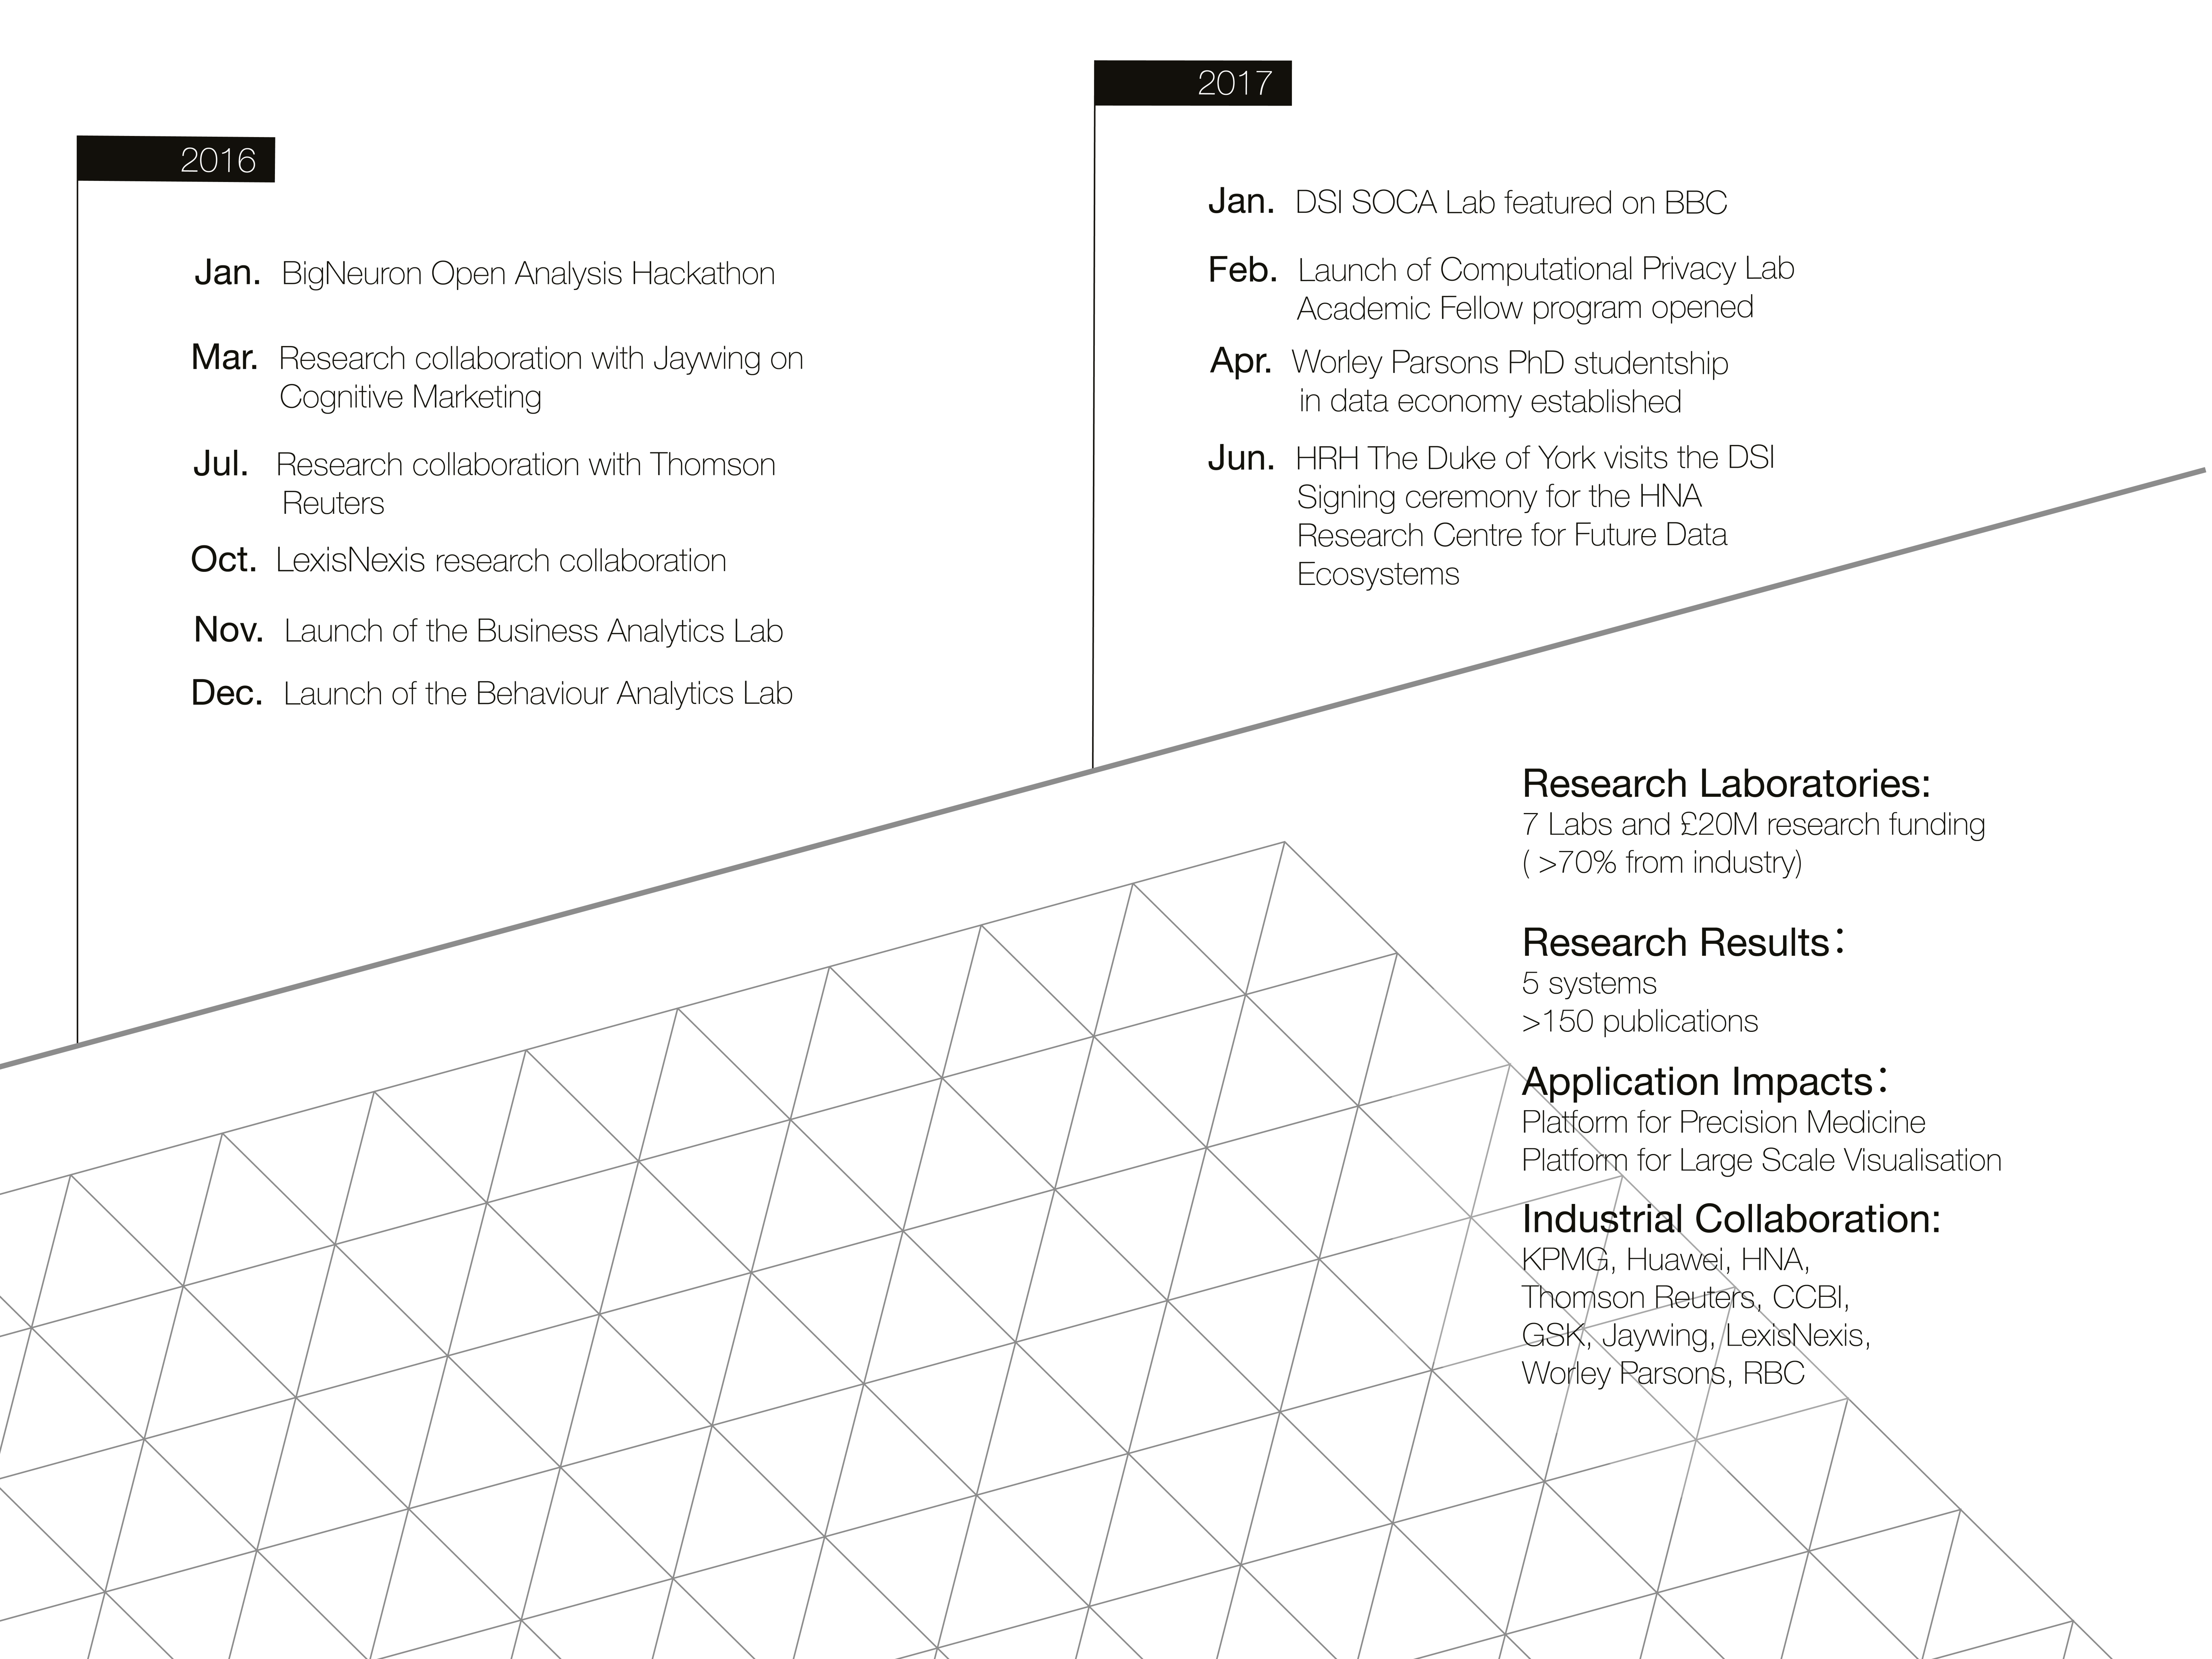 2016
Jan. BigNeuron Open Analysis Hackathon
Mar. Research collaboration with Jaywing on
Cognitive Marketing
Jul. Research collaboration with Thomson
Reuters
Oct. LexisNexis research collaboration
Nov. Launch of the Business Analytics Lab
Dec. Launch of the Behaviour Analytics Lab
2017
Jan. DSI SOCA Lab featured on BBC
Feb. Launch of Computational Privacy Lab
Academic Fellow program opened
Apr. Worley Parsons PhD studentship
in data economy established
Jun. HRH The Duke of York visits the DSI
Signing ceremony for the HNA
Research Centre for Future Data
Ecosystems
Research Laboratories:
7 Labs and £20M research funding
( >70% from industry)
Research Results：
5 systems
>150 publications
Application Impacts：
Platform for Precision Medicine
Platform for Large Scale Visualisation
Industrial Collaboration:
KPMG, Huawei, HNA,
Thomson Reuters, CCBI,
GSK, Jaywing, LexisNexis,
Worley Parsons, RBC